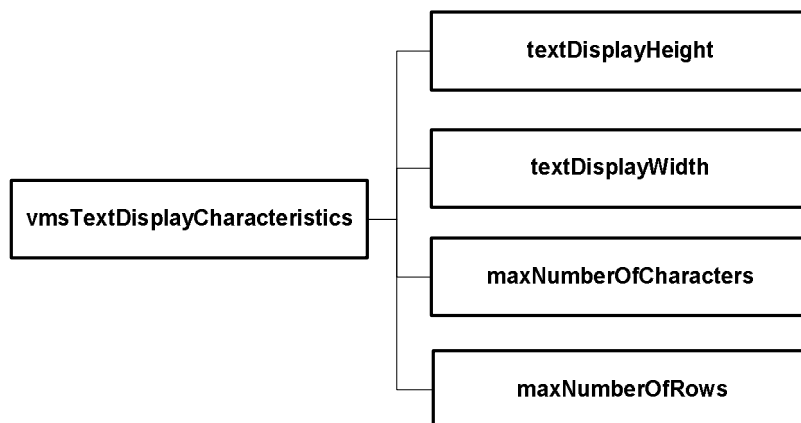 textDisplayHeight
textDisplayWidth
vmsTextDisplayCharacteristics
maxNumberOfCharacters
maxNumberOfRows